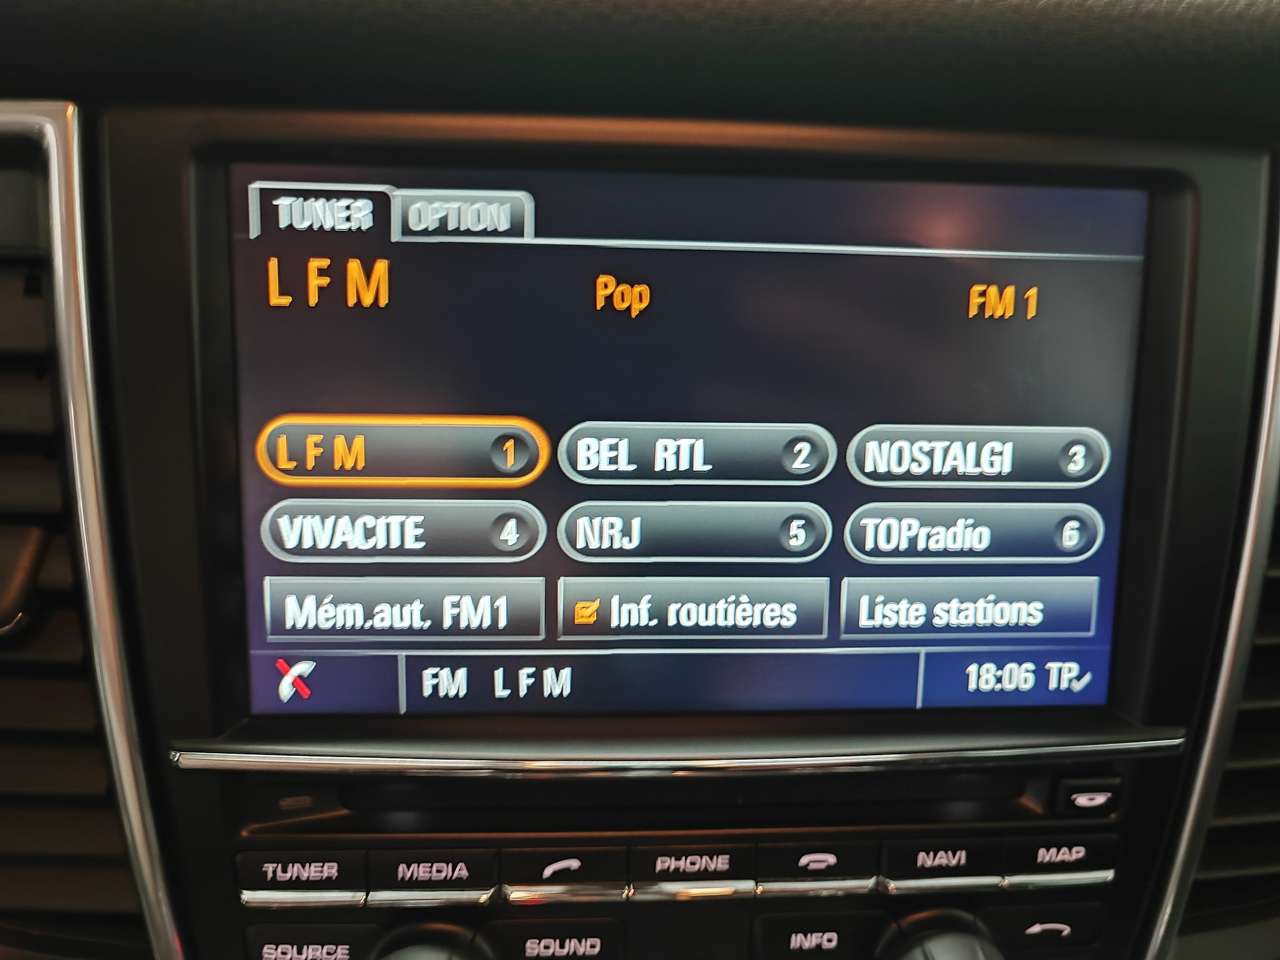 TUNER OPTION
L F M Pop FM 1
L F M 1 BEL RTL 2 NOSTALGI 3
VIVACITE 4 NRJ 5 TOPradio 6
Mém.aut. FM1 Inf. routières Liste stations
FM L F M 18:06 TP
TUNER MEDIA PHONE NAVI MAP
SOURCE SOUND INFO